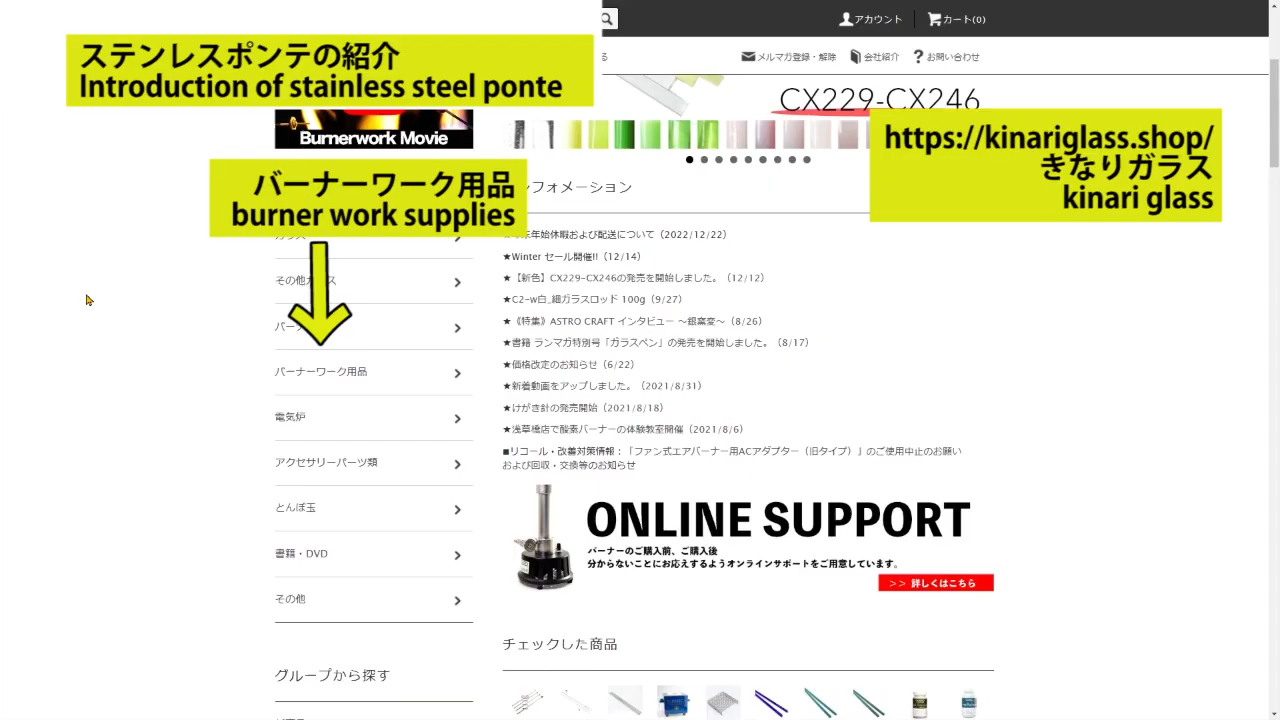 アカウント
カート(0)
ステンレスポンテの紹介
Introduction of stainless steel ponte
メルマガ登録・解除
会社紹介
お問い合わせ
CX229-CX246
https://kinariglass.shop/
きなりガラス
kinari glass
Burnerwork Movie
バーナーワーク用品
burner work supplies
フォメーション
年始休暇および配送について（2022/12/22）
★Winter セール開催!!（12/14）
★【新色】CX229-CX246の発売を開始しました。（12/12）
★C2-w白_細ガラスロッド 100g（9/27）
★《特集》ASTRO CRAFT インタビュー ～銀窯変～（8/26）
★書籍 ランマガ特別号「ガラスペン」の発売を開始しました。（8/17）
★価格改定のお知らせ（6/22）
★新着動画をアップしました。（2021/8/31）
★けがき針の発売開始（2021/8/18）
★浅草橋店で酸素バーナーの体験教室開催（2021/8/6）
■リコール・改善対策情報：「ファン式エアバーナー用ACアダプター（旧タイプ）」のご使用中止のお願い
および回収・交換等のお知らせ
その他ガラス
バーナ
バーナーワーク用品
電気炉
アクセサリーパーツ類
とんぼ玉
書籍・DVD
その他
グループから探す
ONLINE SUPPORT
バーナーのご購入前、ご購入後
分からないことにお応えするようオンラインサポートをご用意しています。
>> 詳しくはこちら
チェックした商品